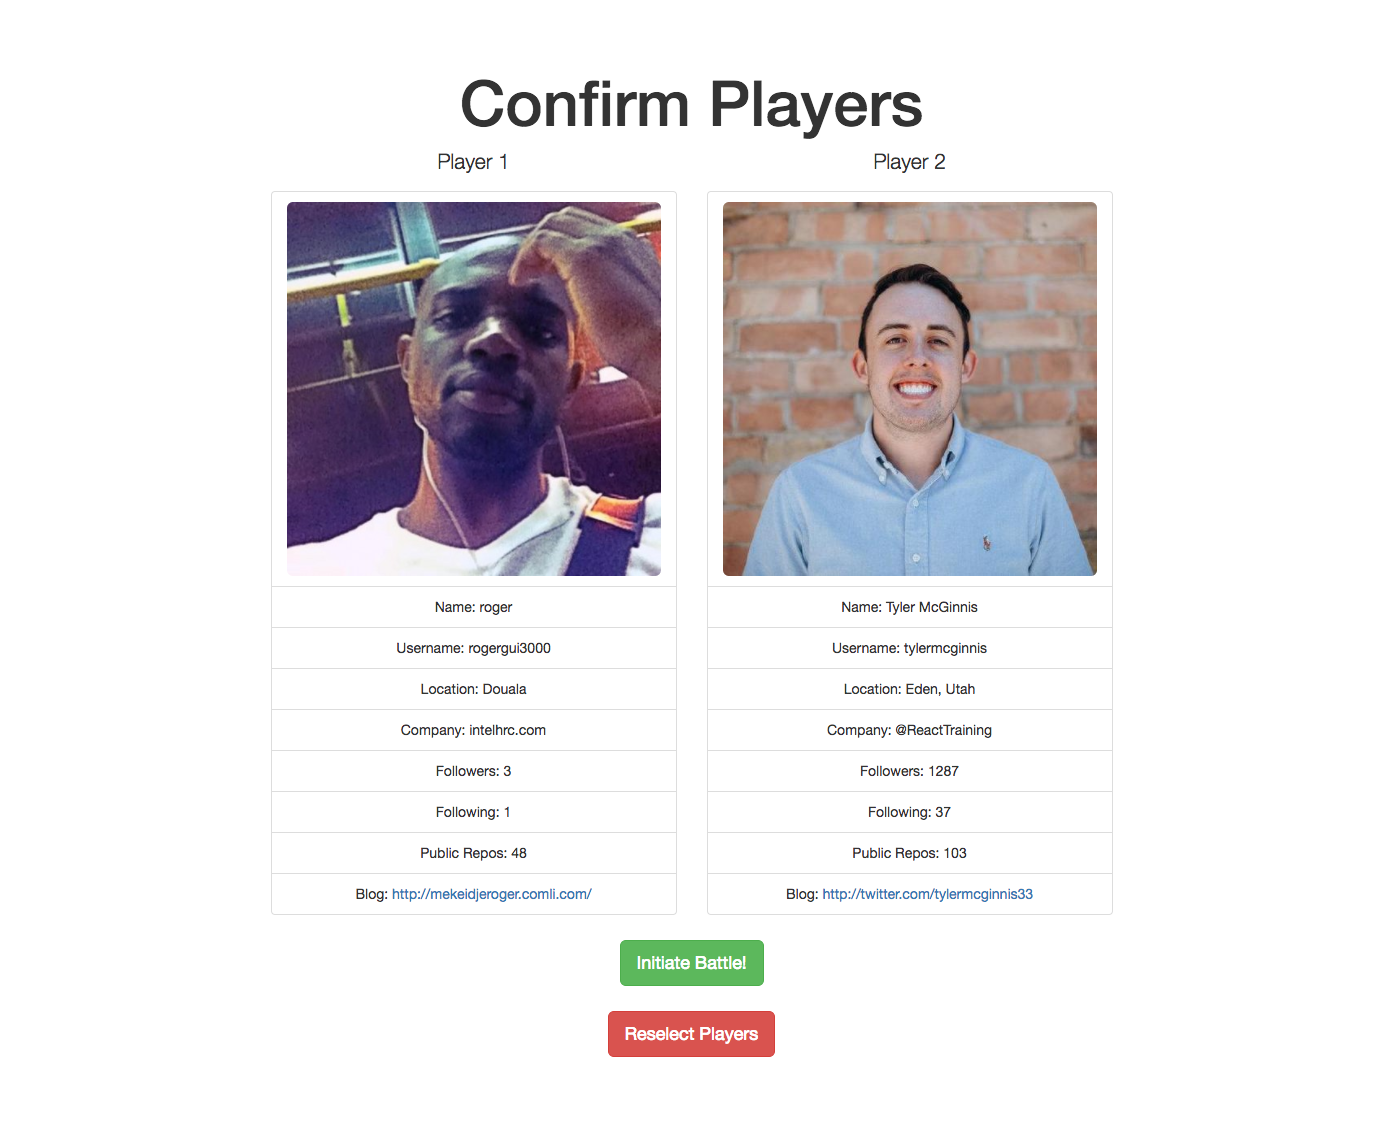 Confirm Players
Player 1
Name: roger
Username: rogergui3000
Location: Douala
Company: intelhrc.com
Followers: 3
Following: 1
Public Repos: 48
Blog: http://mekeidjeroger.comli.com/
Player 2
Name: Tyler McGinnis
Username: tylermcginnis
Location: Eden, Utah
Company: @ReactTraining
Followers: 1287
Following: 37
Public Repos: 103
Blog: http://twitter.com/tylermcginnis33
Initiate Battle!
Reselect Players